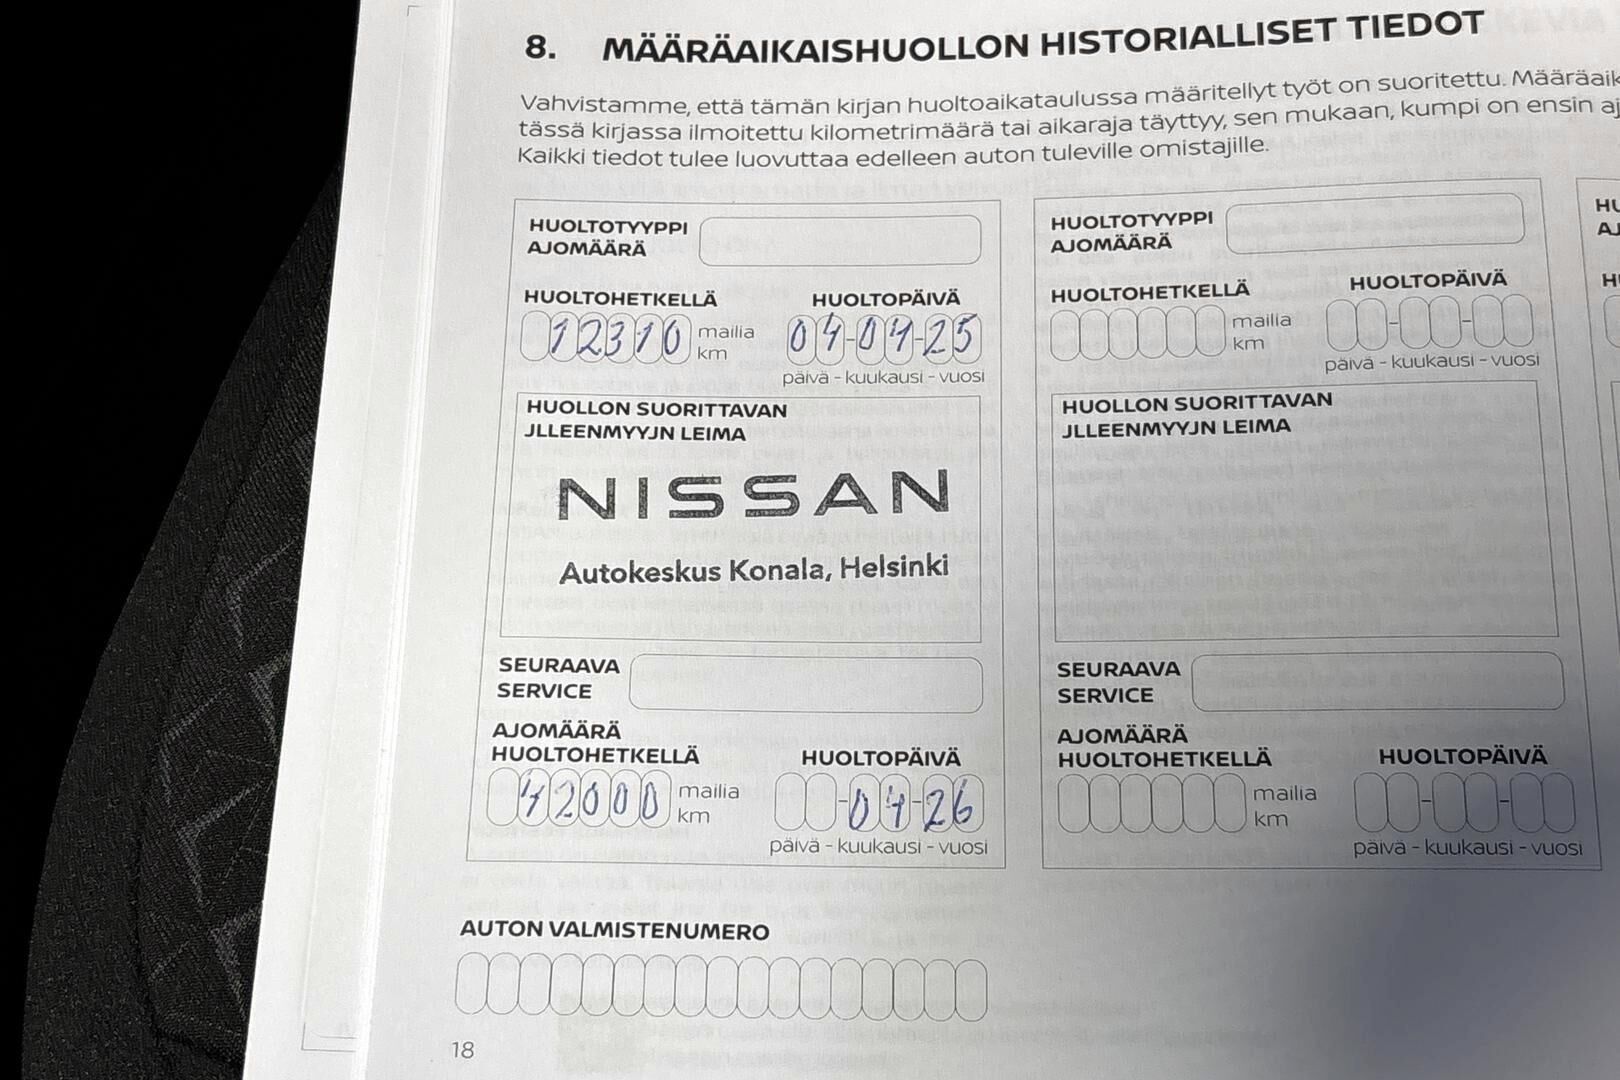 8. MÄÄRÄAIKAISHUOLLON HISTORIALLISET TIEDOT
Vahvistamme, että tämän kirjan huoltoaikataulussa määritellyt työt on suoritettu. Määräaik
tässä kirjassa ilmoitettu kilometrimäärä tai aikaraja täyttyy, sen mukaan, kumpi on ensin aj
Kaikki tiedot tulee luovuttaa edelleen auton tuleville omistajille.
HUOLTOTYYPPI
AJOMÄÄRÄ
HUOLTOHETKELLÄ HUOLTOPÄIVÄ
12310 mailia
km
04-04-25
päivä - kuukausi - vuosi
HUOLLON SUORITTAVAN
JLLEENMYYJN LEIMA
NISSAN
Autokeskus Konala, Helsinki
SEURAAVA
SERVICE
AJOMÄÄRÄ
HUOLTOHETKELLÄ HUOLTOPÄIVÄ
42000 mailia
km
-04-26
päivä - kuukausi - vuosi
HUOLTOTYYPPI
AJOMÄÄRÄ
HUOLTOHETKELLÄ HUOLTOPÄIVÄ
mailia
km
- -
päivä - kuukausi - vuosi
HUOLLON SUORITTAVAN
JLLEENMYYJN LEIMA
SEURAAVA
SERVICE
AJOMÄÄRÄ
HUOLTOHETKELLÄ HUOLTOPÄIVÄ
mailia
km
- -
päivä - kuukausi - vuosi
HU
AJ
H
AUTON VALMISTENUMERO
18